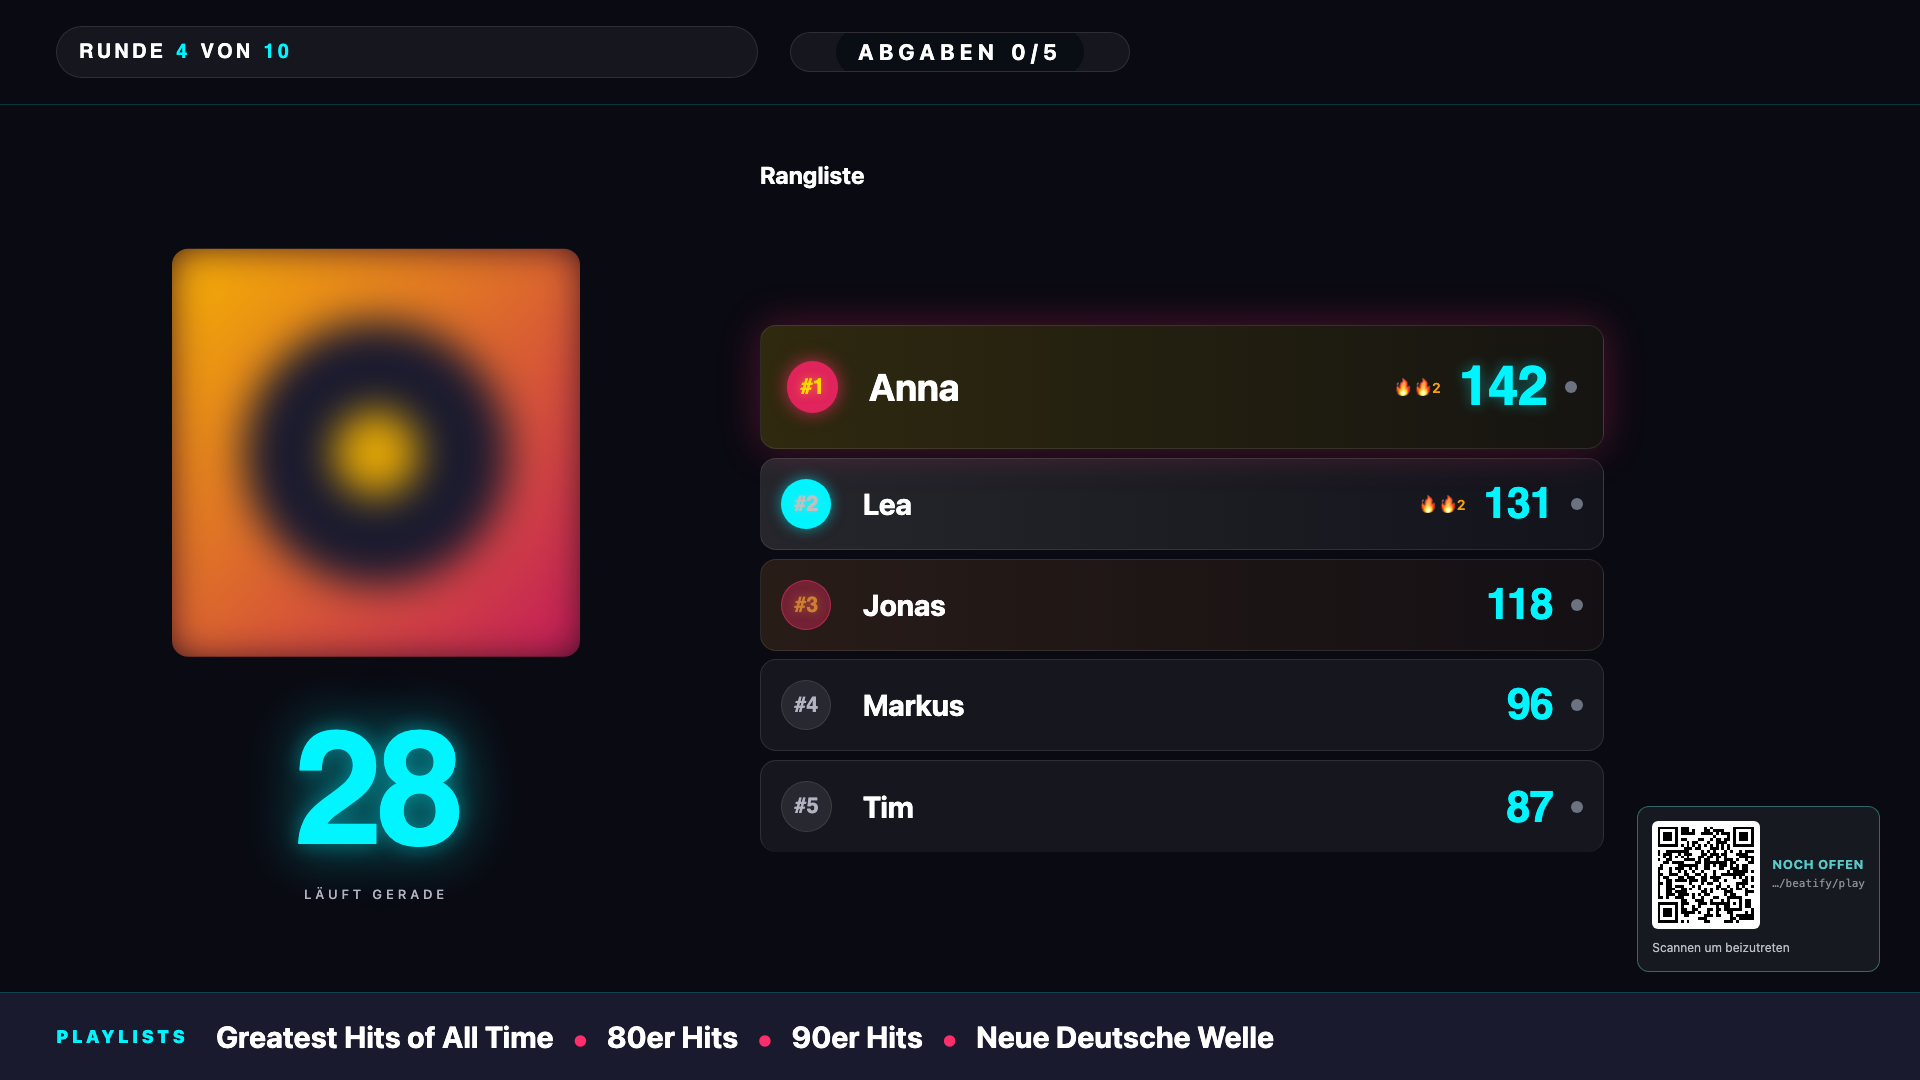 RUNDE 4 VON 10
ABGABEN 0/5
Rangliste
#1 Anna 🔥🔥2 142
#2 Lea 🔥🔥2 131
#3 Jonas 118
#4 Markus 96
#5 Tim 87
28
LÄUFT GERADE
NOCH OFFEN
…/beatify/play
Scannen um beizutreten
PLAYLISTS Greatest Hits of All Time • 80er Hits • 90er Hits • Neue Deutsche Welle